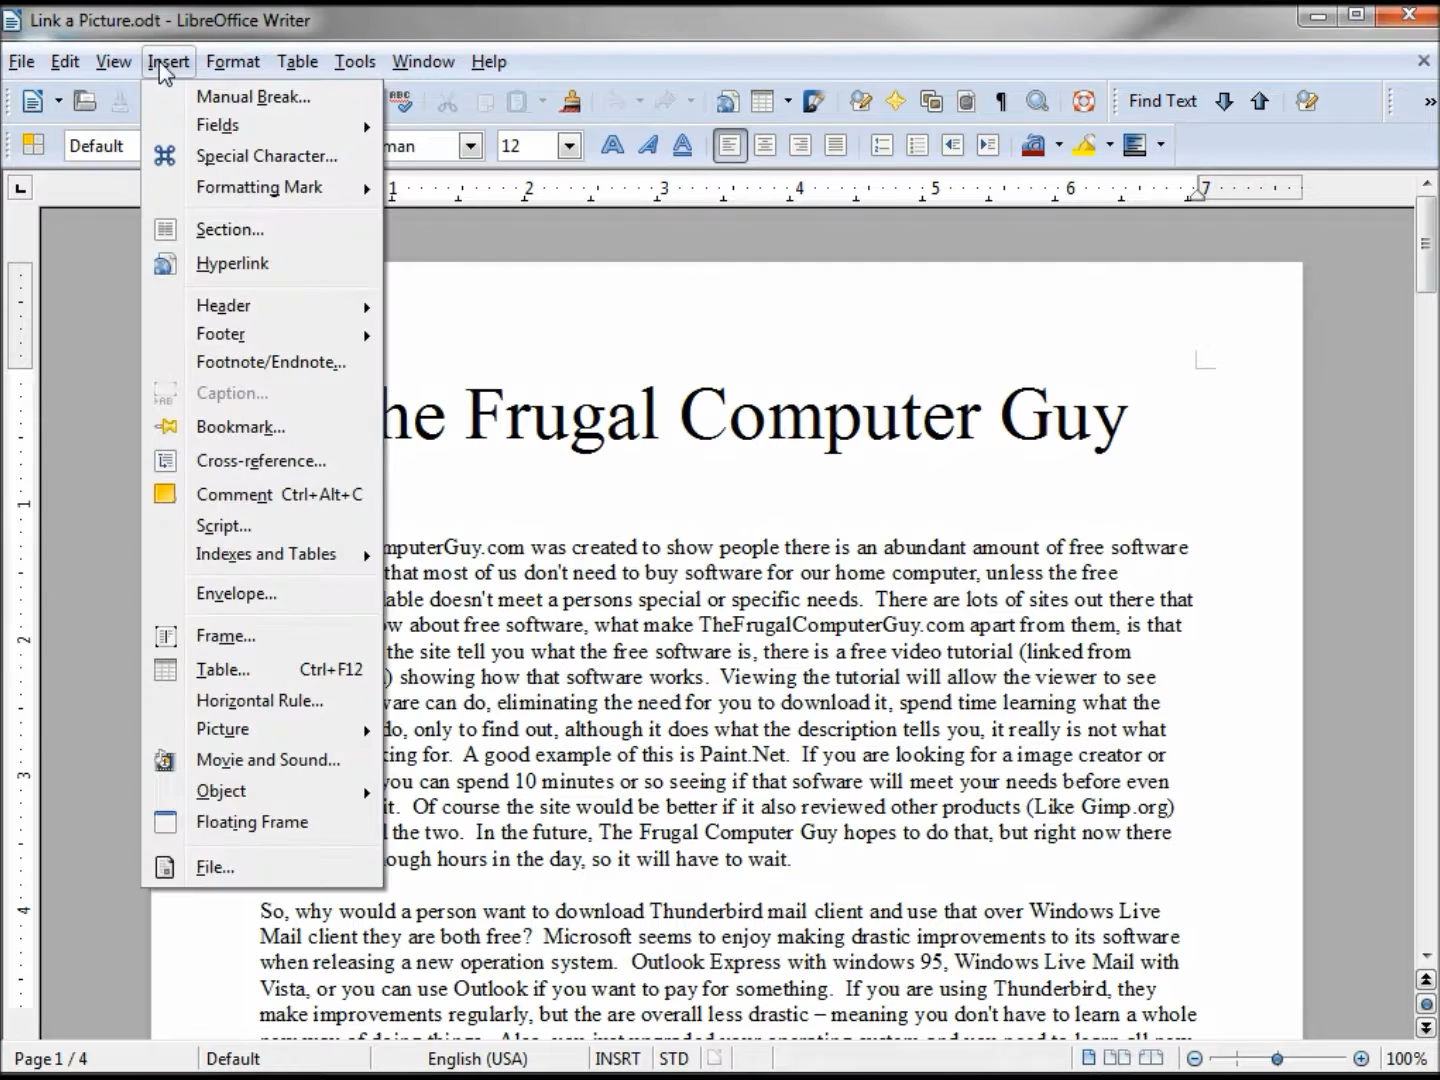 Link a Picture.odt - LibreOffice Writer
File Edit View Insert Format Table Tools Window Help
Find Text
Default man 12
1 2 3 4 5 6 7
Manual Break...
Fields
Special Character...
Formatting Mark
Section...
Hyperlink
Header
Footer
Footnote/Endnote...
Caption...
Bookmark...
Cross-reference...
Comment Ctrl+Alt+C
Script...
Indexes and Tables
Envelope...
Frame...
Table... Ctrl+F12
Horizontal Rule...
Picture
Movie and Sound...
Object
Floating Frame
File...
1
2
3
4
he Frugal Computer Guy
mputerGuy.com was created to show people there is an abundant amount of free software
that most of us don't need to buy software for our home computer, unless the free
able doesn't meet a persons special or specific needs. There are lots of sites out there that
w about free software, what make TheFrugalComputerGuy.com apart from them, is that
the site tell you what the free software is, there is a free video tutorial (linked from
) showing how that software works. Viewing the tutorial will allow the viewer to see
ware can do, eliminating the need for you to download it, spend time learning what the
do, only to find out, although it does what the description tells you, it really is not what
king for. A good example of this is Paint.Net. If you are looking for a image creator or
you can spend 10 minutes or so seeing if that sofware will meet your needs before even
it. Of course the site would be better if it also reviewed other products (Like Gimp.org)
l the two. In the future, The Frugal Computer Guy hopes to do that, but right now there
ough hours in the day, so it will have to wait.
So, why would a person want to download Thunderbird mail client and use that over Windows Live
Mail client they are both free? Microsoft seems to enjoy making drastic improvements to its software
when releasing a new operation system. Outlook Express with windows 95, Windows Live Mail with
Vista, or you can use Outlook if you want to pay for something. If you are using Thunderbird, they
make improvements regularly, but the are overall less drastic – meaning you don't have to learn a whole
Page 1 / 4 Default English (USA) INSRT STD 100%